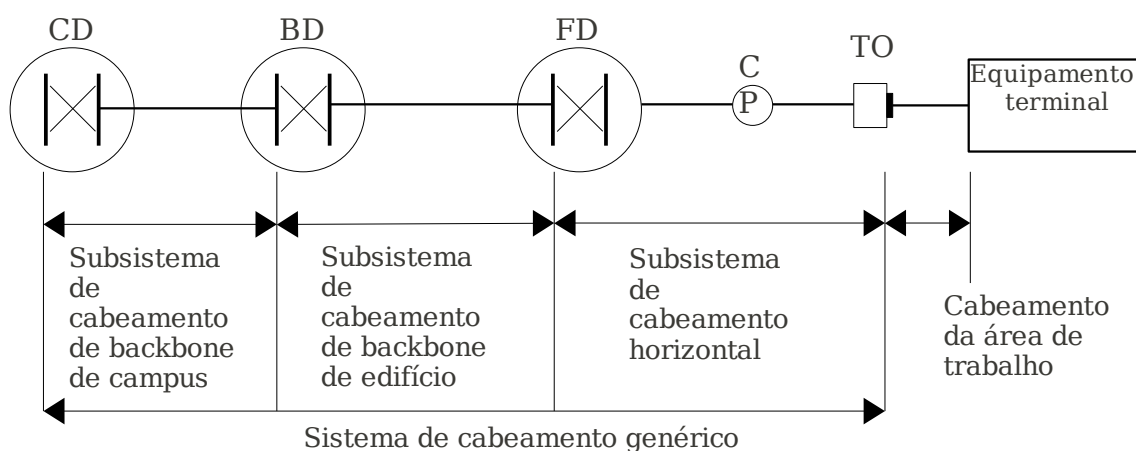 CD
BD
FD
C
P
TO
Equipamento
terminal
Subsistema
de
cabeamento
de backbone
de campus
Subsistema
de
cabeamento
de backbone
de edifício
Subsistema
de
cabeamento
horizontal
Cabeamento
da área de
trabalho
Sistema de cabeamento genérico